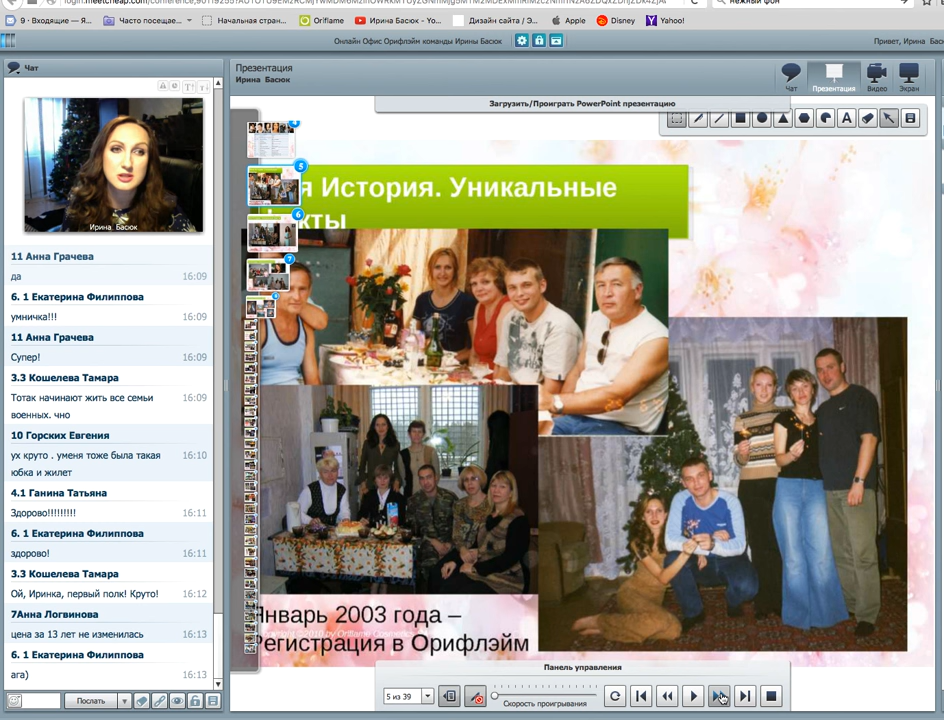 9 · Входящие — Я...
Часто посещае...
Начальная стран...
Oriflame
Ирина Басюк - Yo...
Дизайн сайта / Э...
Apple
Disney
Yahoo!
нежный фон
Онлайн Офис Орифлэйм команды Ирины Басюк
Привет, Ирина
Чат
Ирина Басюк
11 Анна Грачева
да 16:09
6. 1 Екатерина Филиппова
умничка!!! 16:09
11 Анна Грачева
Супер! 16:09
3.3 Кошелева Тамара
Тотак начинают жить все семьи 16:09
военных. чно
10 Горских Евгения
ух круто . уменя тоже была такая 16:10
юбка и жилет
4.1 Ганина Татьяна
Здорово!!!!!!!!! 16:11
6. 1 Екатерина Филиппова
здорово! 16:11
3.3 Кошелева Тамара
Ой, Иринка, первый полк! Круто! 16:12
7Анна Логвинова
цена за 13 лет не изменилась 16:13
6. 1 Екатерина Филиппова
ага) 16:13
Послать
Презентация
Ирина Басюк
Чат
Презентация
Видео
Экран
Загрузить/Проиграть PowerPoint презентацию
5
6
7
История. Уникальные
Январь 2003 года –
Регистрация в Орифлэйм
Панель управления
5 из 39
Скорость проигрывания